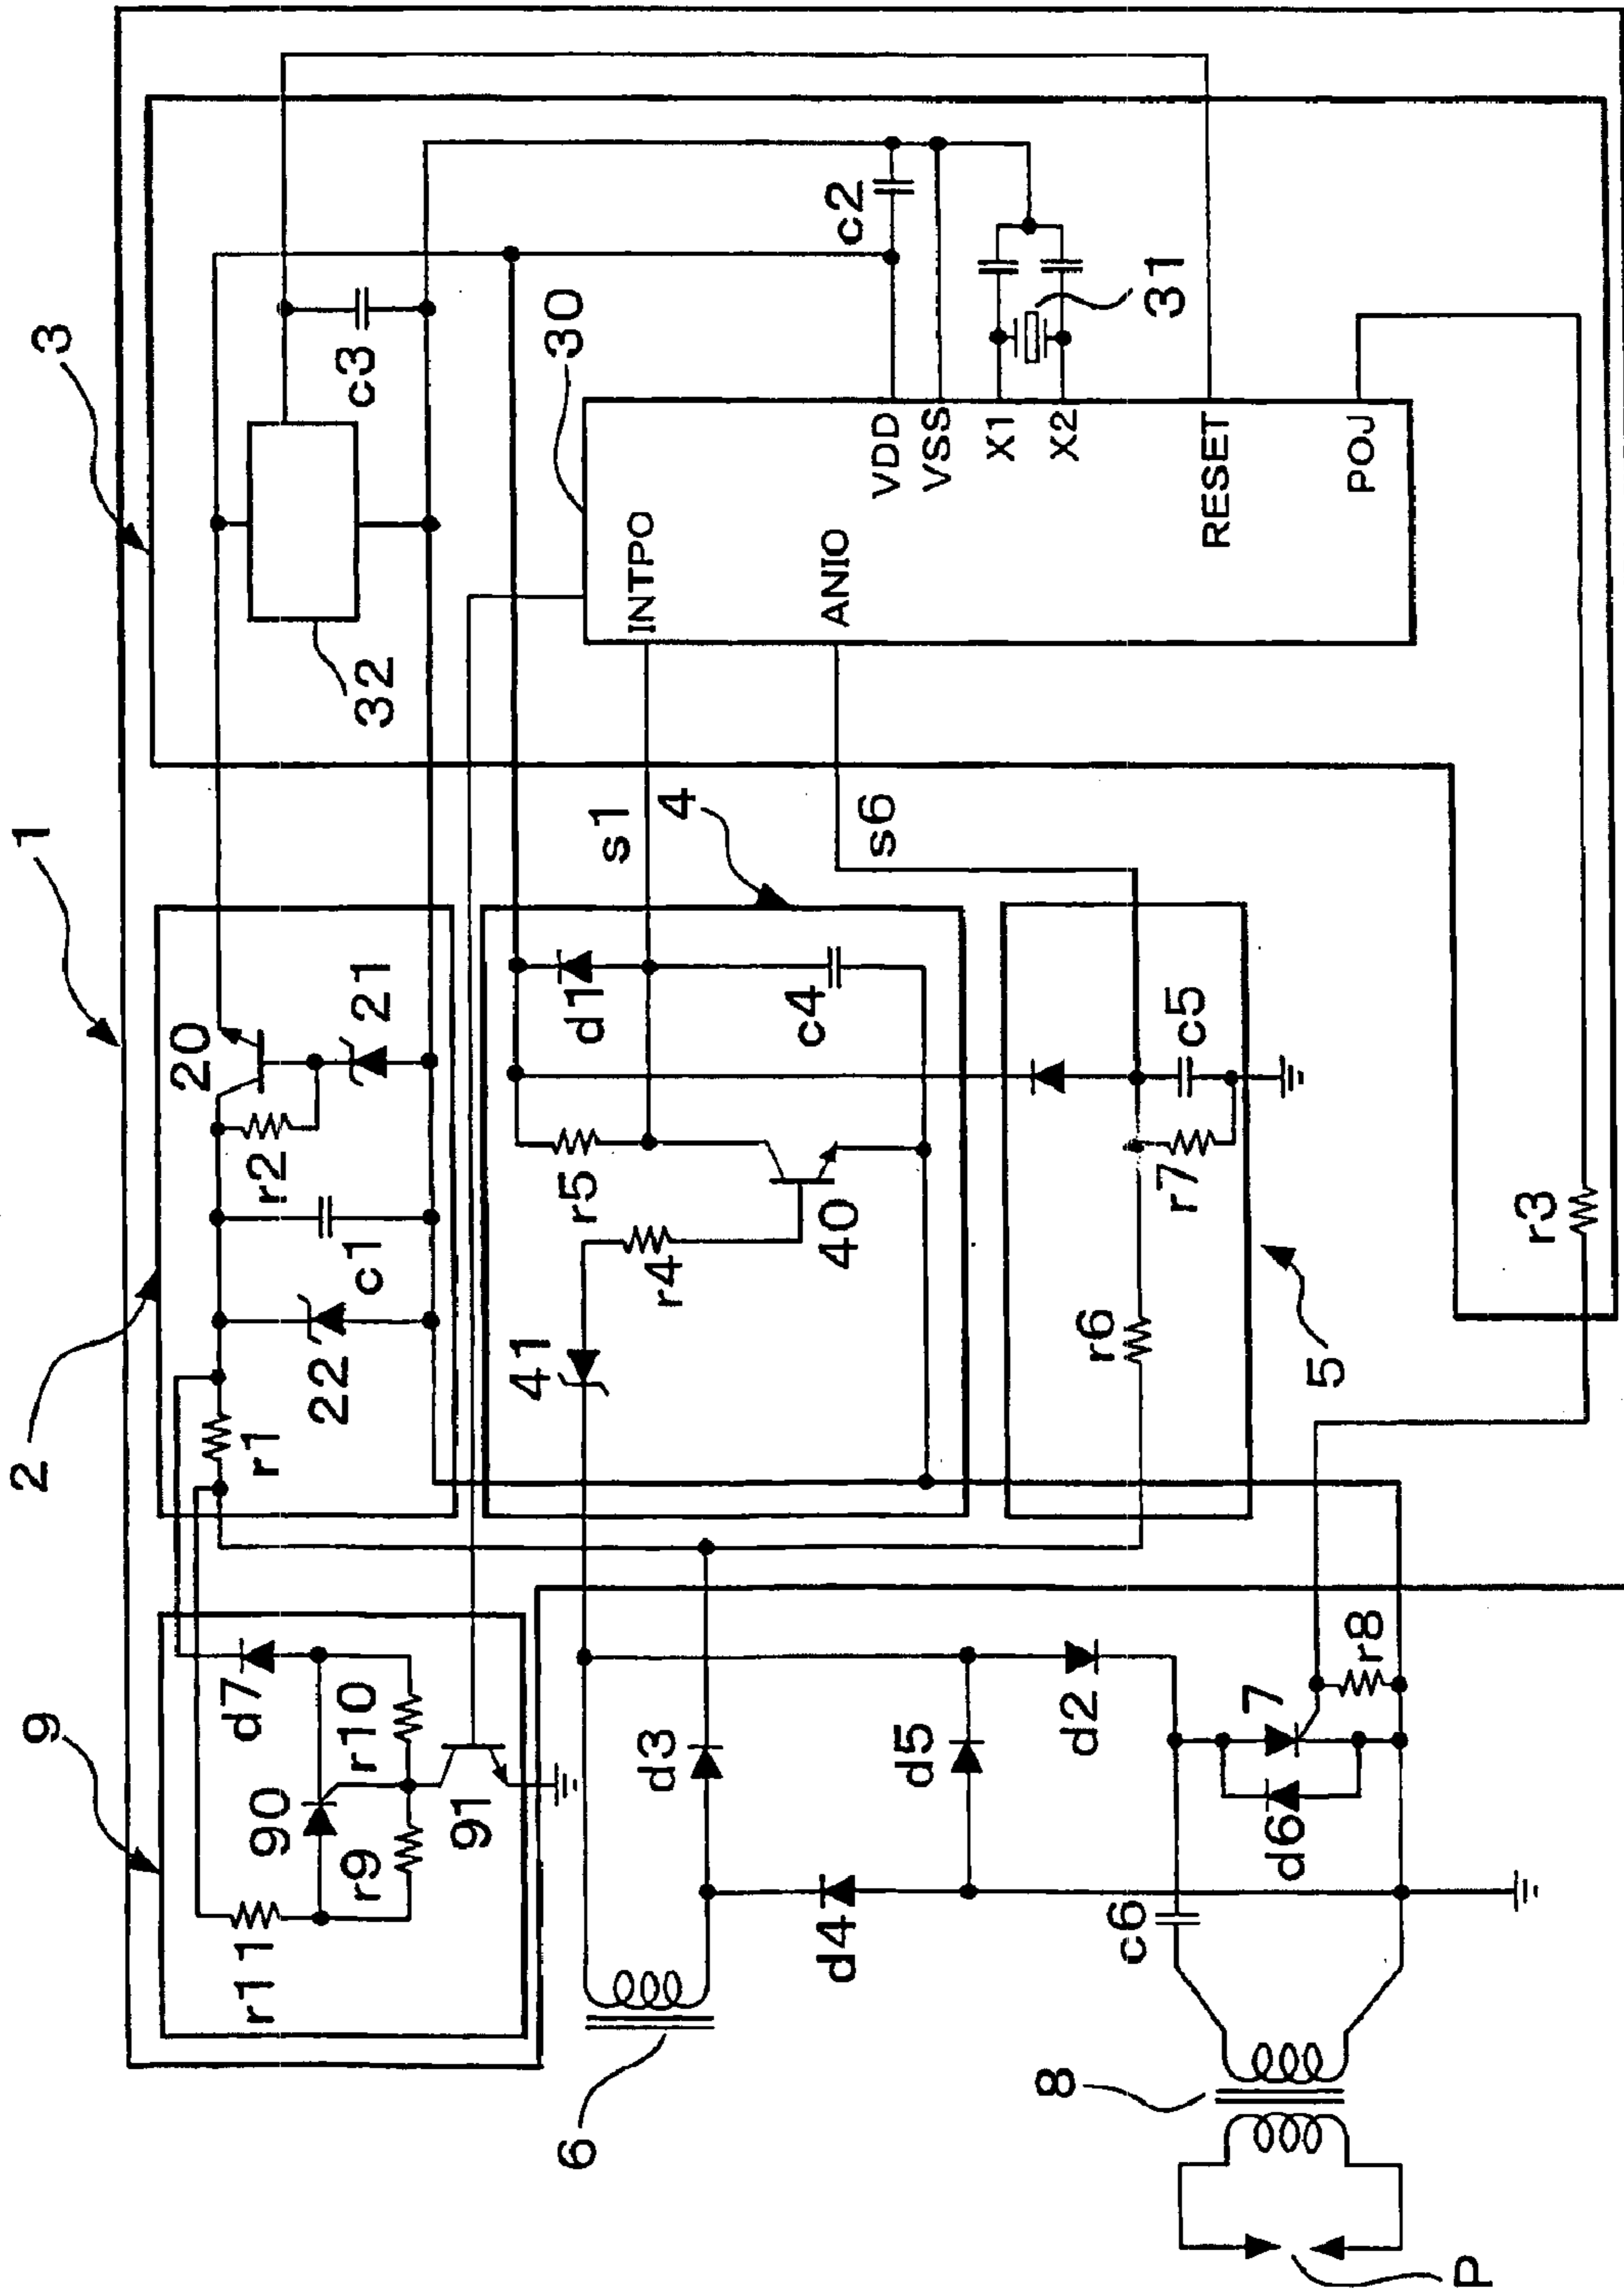 1
2
3
9
r11
r9
90
r10
d7
91
r1
22
c1
r2
20
21
32
c3
30
INTPO
ANIO
VDD
VSS
X1
X2
RESET
POJ
c2
31
s1
4
s6
41
r4
r5
40
d1
c4
r6
r7
c5
5
r3
6
d3
d4
d5
d2
c6
d6
7
r8
8
P